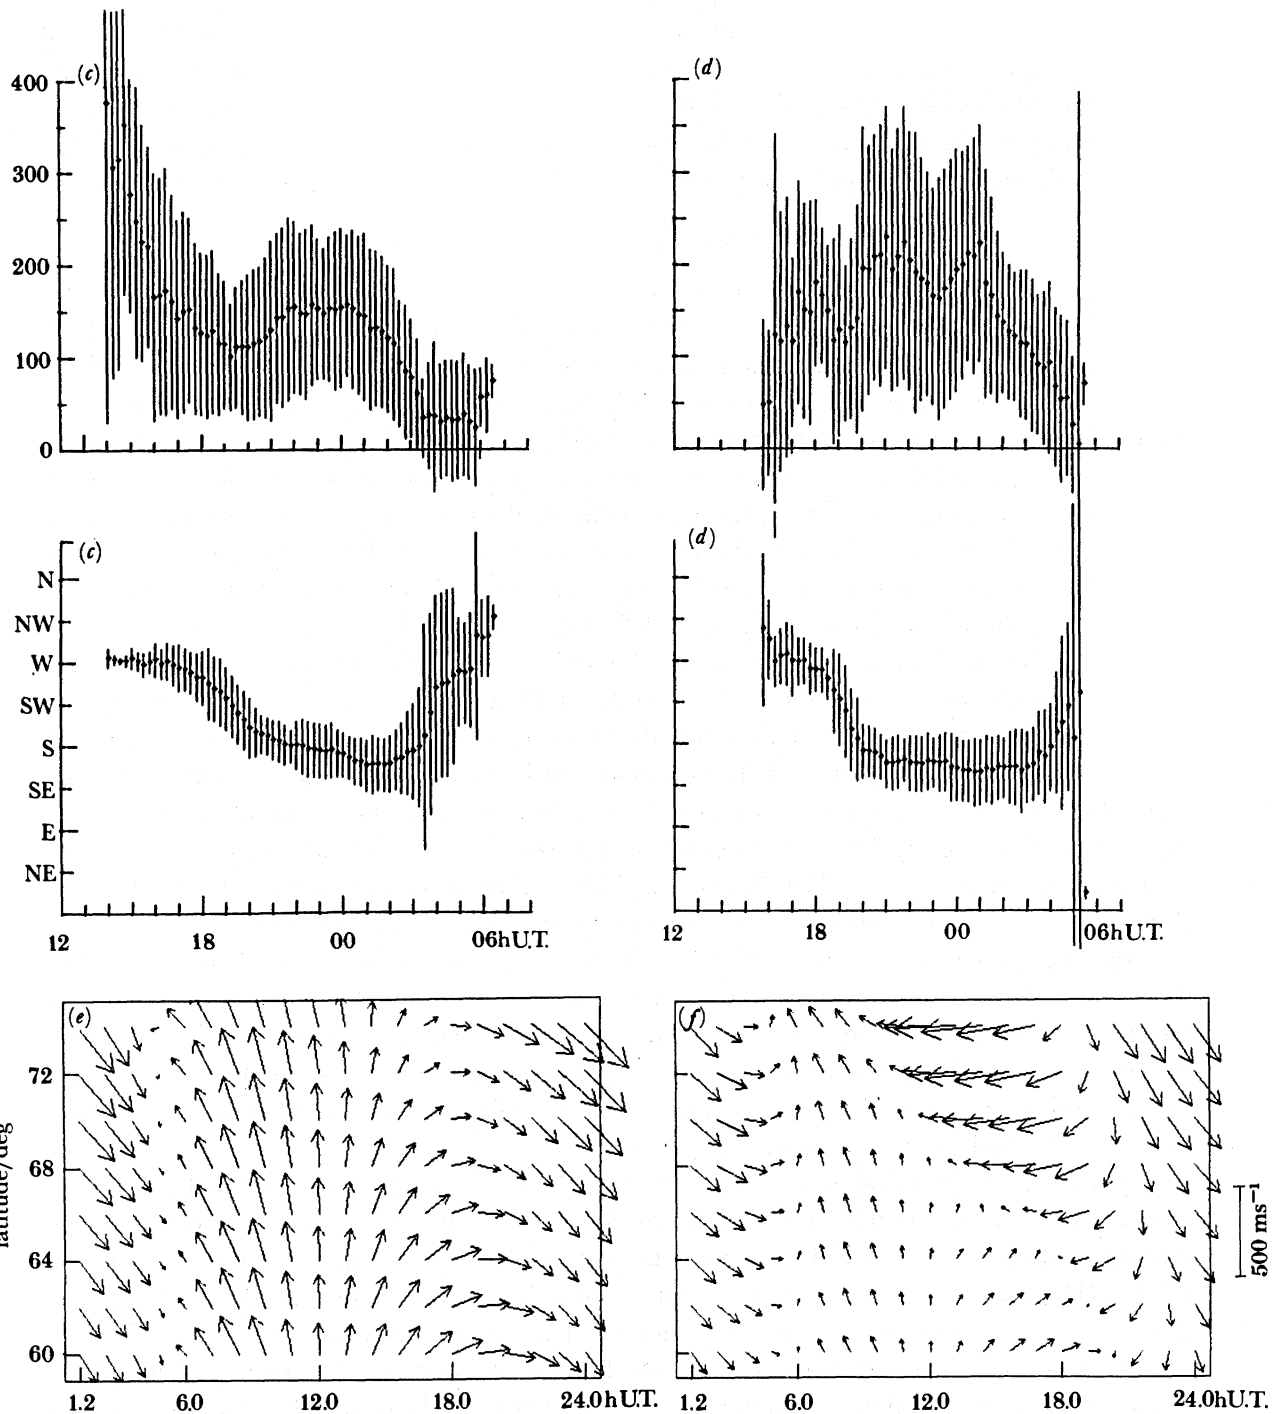 (c) (d)
400
300
200
100
0
(c) (d)
N
NW
W
SW
S
SE
E
NE
12 18 00 06h U.T. 12 18 00 06h U.T.
(e) (f)
72
68
64
60
latitude/deg
500 ms⁻¹
1.2 6.0 12.0 18.0 24.0h U.T. 1.2 6.0 12.0 18.0 24.0h U.T.